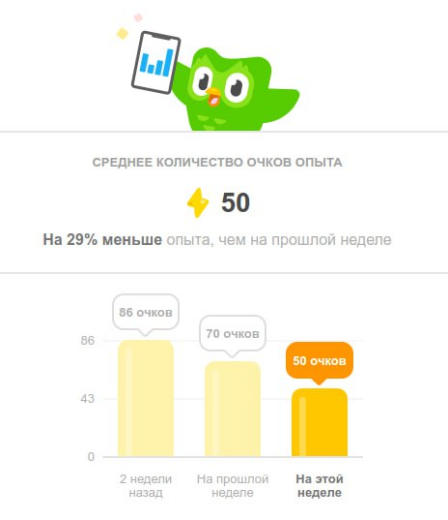 СРЕДНЕЕ КОЛИЧЕСТВО ОЧКОВ ОПЫТА
50
На 29% меньше опыта, чем на прошлой неделе
86 очков
70 очков
50 очков
86
43
0
2 недели
назад
На прошлой
неделе
На этой
неделе